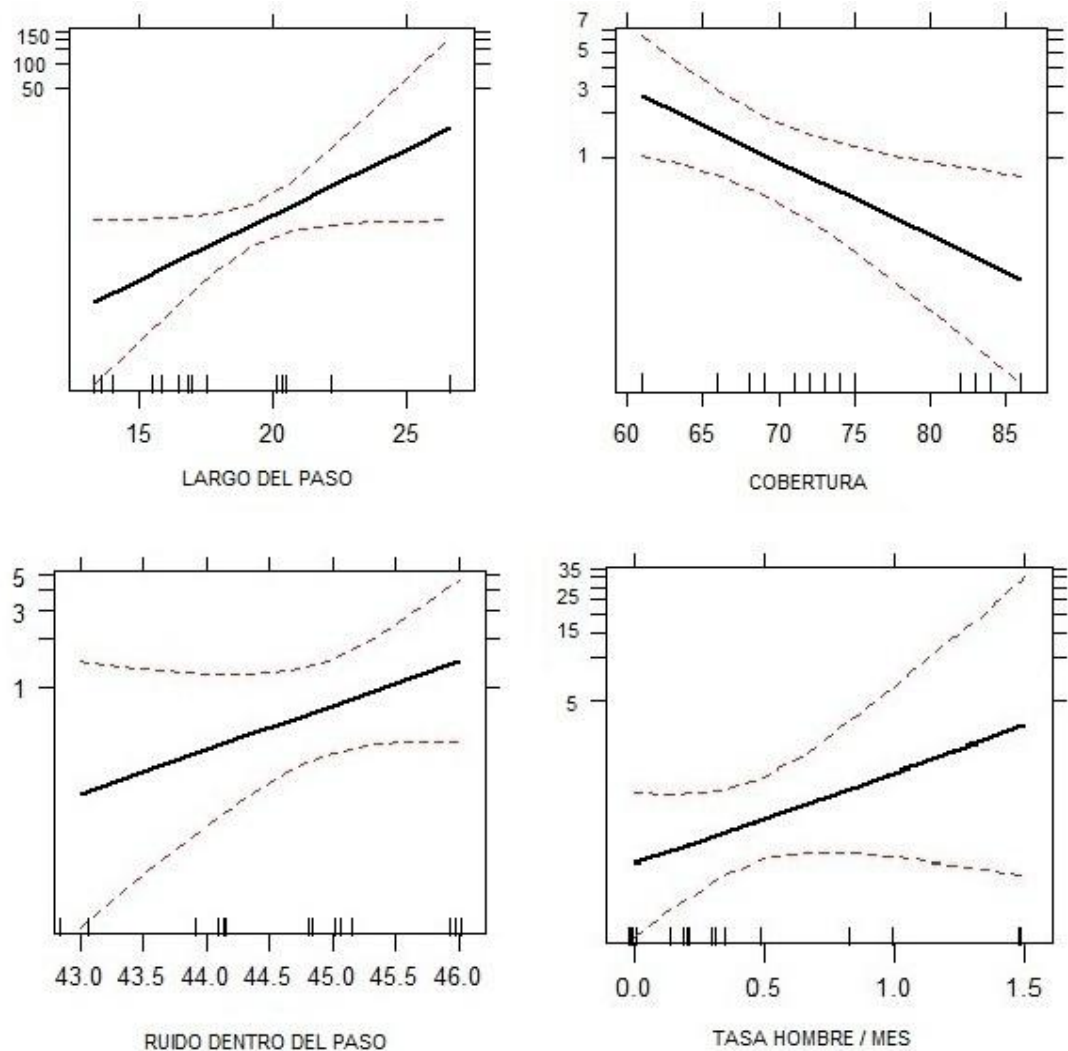 150
100
50
15 20 25
LARGO DEL PASO
7
5
3
1
60 65 70 75 80 85
COBERTURA
5
3
1
43.0 43.5 44.0 44.5 45.0 45.5 46.0
RUIDO DENTRO DEL PASO
35
25
15
5
0.0 0.5 1.0 1.5
TASA HOMBRE / MES